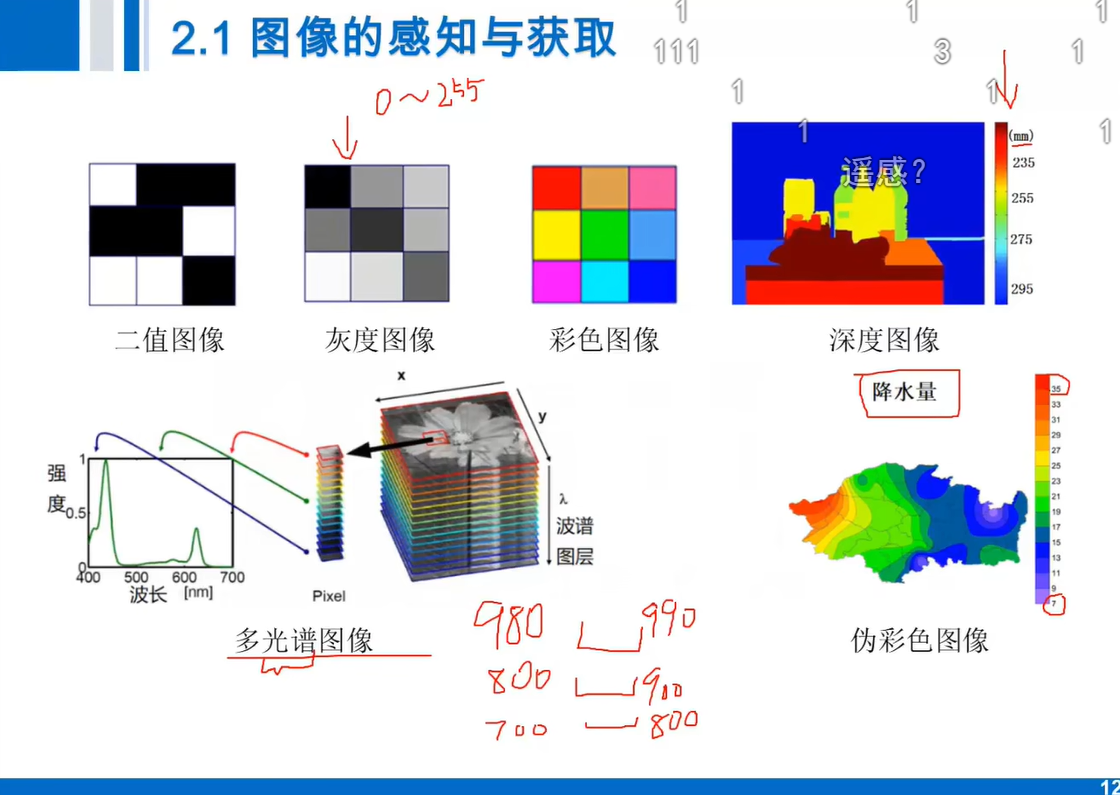 2.1 图像的感知与获取
1
1
1
111
3
1
1
1
1
1
遥感?
0～255
(mm)
235
255
275
295
二值图像
灰度图像
彩色图像
深度图像
x
y
λ
波谱
图层
强
度
1
0.5
0
400 500 600 700
波长 [nm]
Pixel
多光谱图像
980 990
800 900
700 800
降水量
35
33
31
29
27
25
23
21
19
17
15
13
11
9
7
伪彩色图像
12